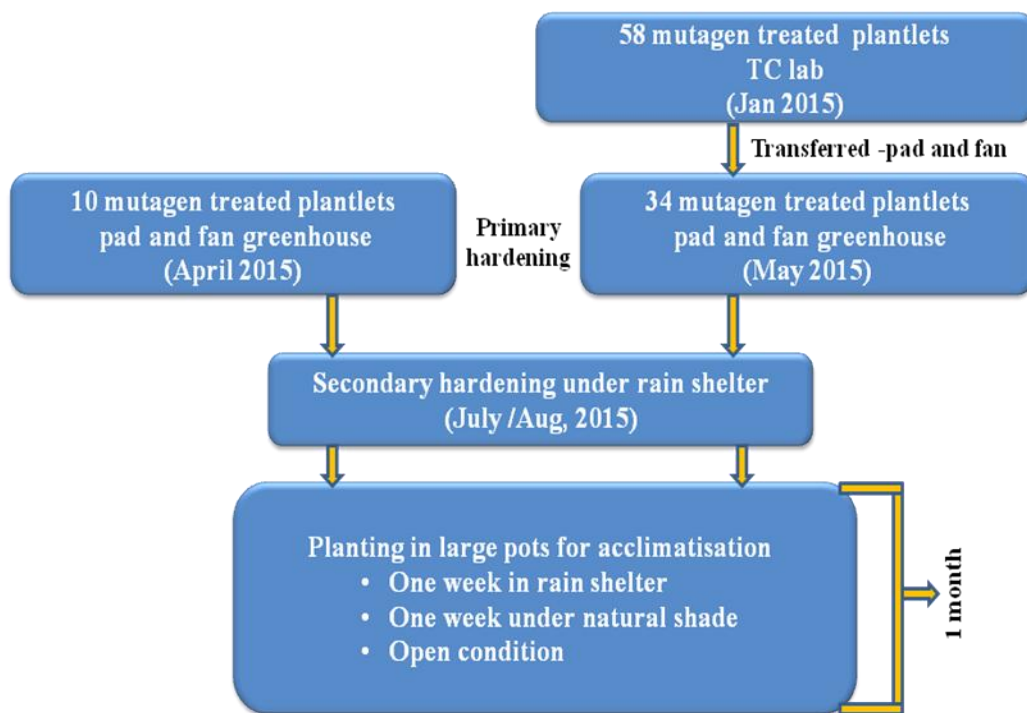 58 mutagen treated plantlets
TC lab
(Jan 2015)
Transferred -pad and fan
10 mutagen treated plantlets
pad and fan greenhouse
(April 2015)
Primary
hardening
34 mutagen treated plantlets
pad and fan greenhouse
(May 2015)
Secondary hardening under rain shelter
(July /Aug, 2015)
Planting in large pots for acclimatisation
• One week in rain shelter
• One week under natural shade
• Open condition
1 month